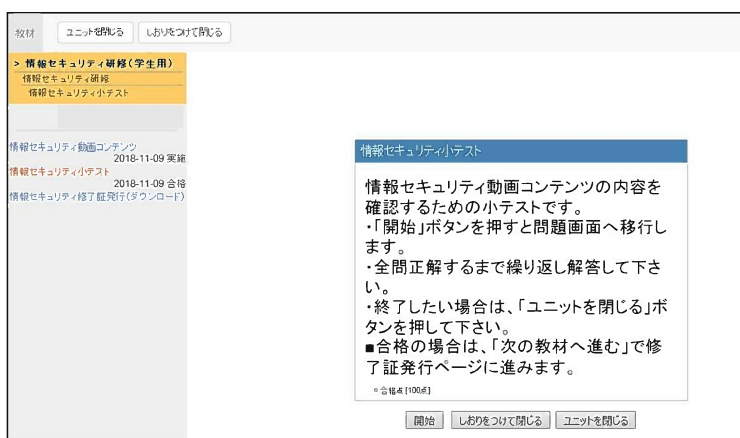 教材
ユニットを閉じる
しおりをつけて閉じる
> 情報セキュリティ研修(学生用)
情報セキュリティ研修
情報セキュリティ小テスト
情報セキュリティ動画コンテンツ
2018-11-09 実施
情報セキュリティ小テスト
2018-11-09 合格
情報セキュリティ修了証発行(ダウンロード)
情報セキュリティ小テスト
情報セキュリティ動画コンテンツの内容を
確認するための小テストです。
・「開始」ボタンを押すと問題画面へ移行し
ます。
・全問正解するまで繰り返し解答して下さ
い。
・終了したい場合は、「ユニットを閉じる」ボ
タンを押して下さい。
■合格の場合は、「次の教材へ進む」で修
了証発行ページに進みます。
合格点 [100点]
開始
しおりをつけて閉じる
ユニットを閉じる